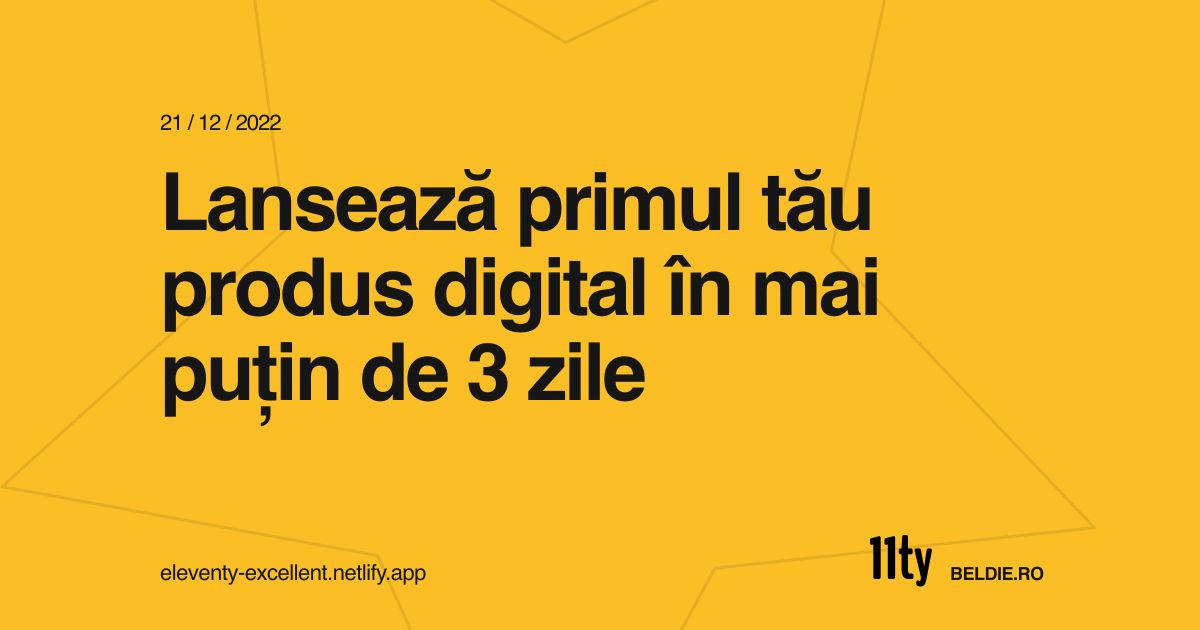 21 / 12 / 2022
Lansează primul tău
produs digital în mai
puțin de 3 zile
eleventy-excellent.netlify.app
11ty
BELDIE.RO